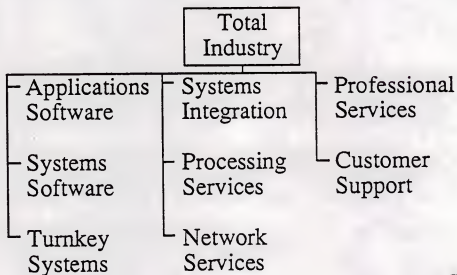 Total
Industry
Applications
Software
Systems
Software
Turnkey
Systems
Systems
Integration
Processing
Services
Network
Services
Professional
Services
Customer
Support